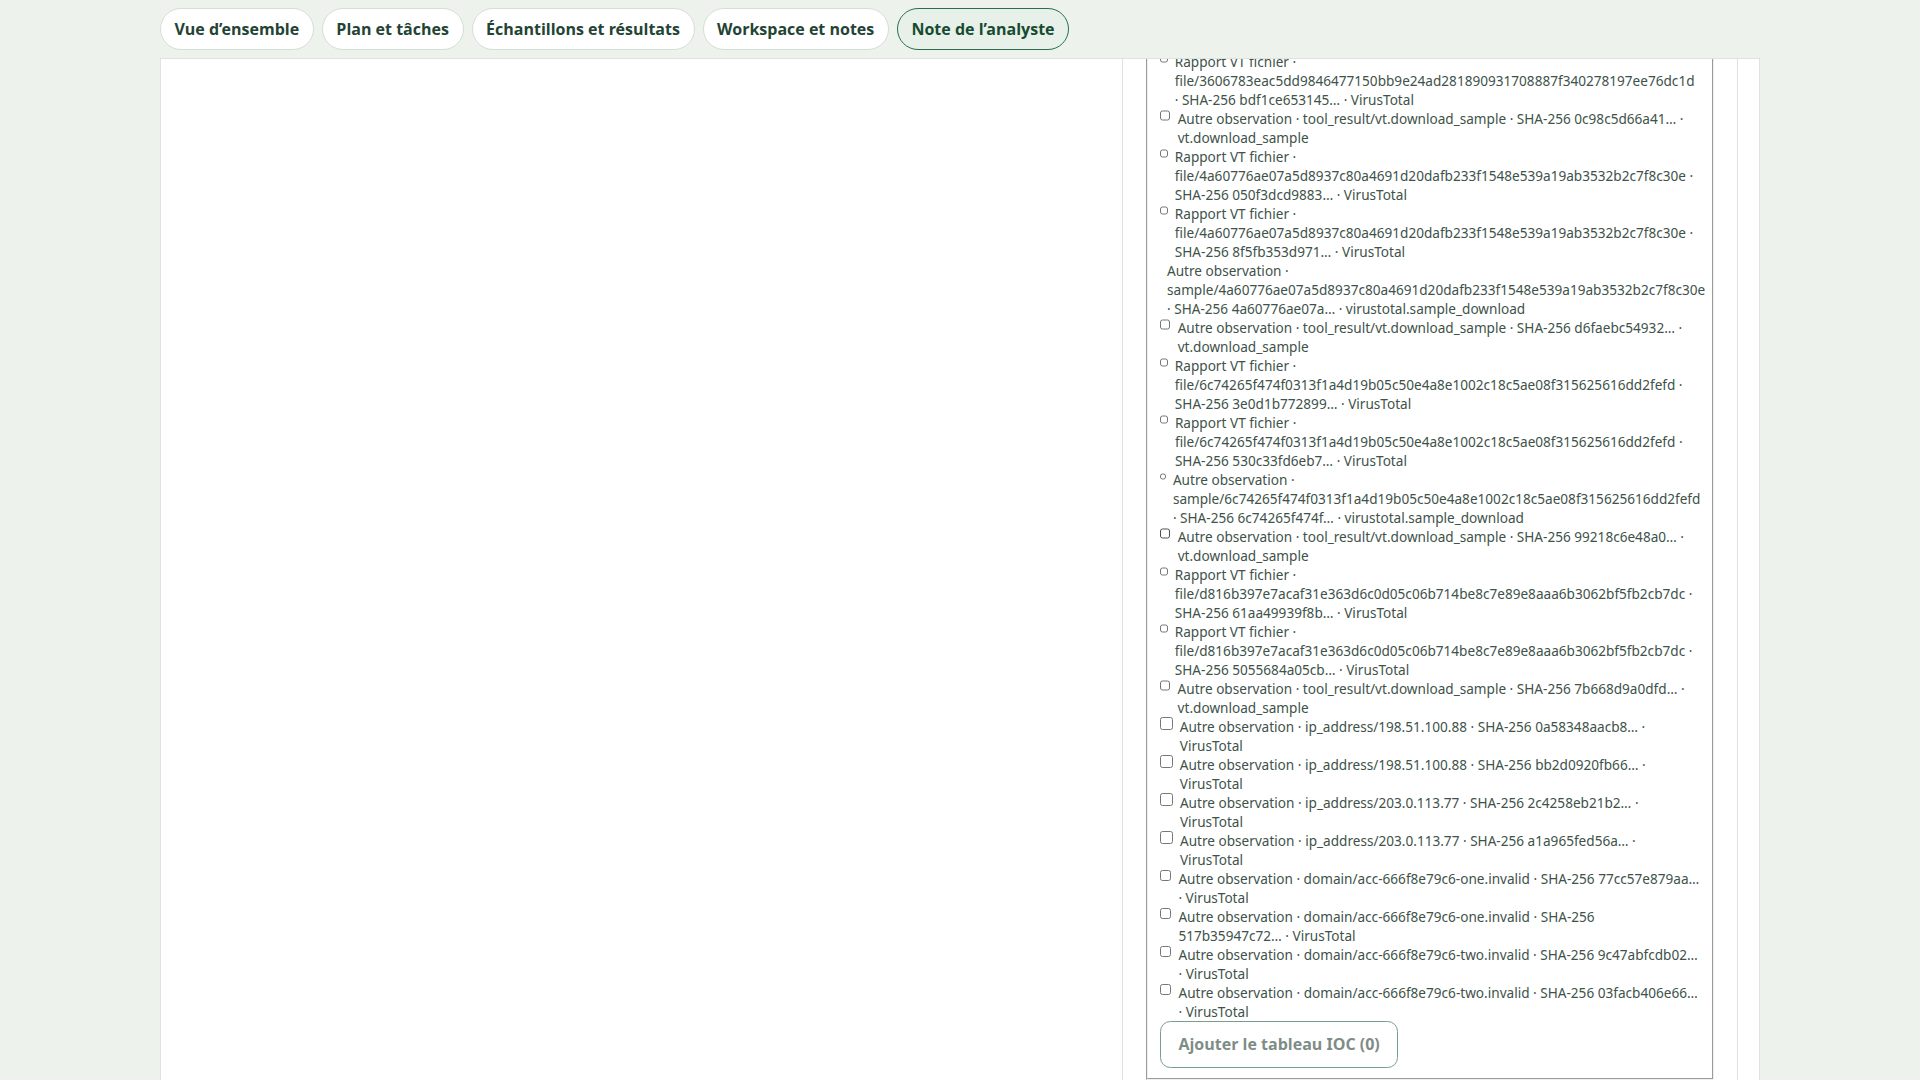 Vue d’ensemble
Plan et tâches
Échantillons et résultats
Workspace et notes
Note de l’analyste
Rapport VT fichier ·
file/3606783eac5dd9846477150bb9e24ad281890931708887f340278197ee76dc1d
· SHA-256 bdf1ce653145... · VirusTotal
Autre observation · tool_result/vt.download_sample · SHA-256 0c98c5d66a41... ·
vt.download_sample
Rapport VT fichier ·
file/4a60776ae07a5d8937c80a4691d20dafb233f1548e539a19ab3532b2c7f8c30e ·
SHA-256 050f3dcd9883... · VirusTotal
Rapport VT fichier ·
file/4a60776ae07a5d8937c80a4691d20dafb233f1548e539a19ab3532b2c7f8c30e ·
SHA-256 8f5fb353d971... · VirusTotal
Autre observation ·
sample/4a60776ae07a5d8937c80a4691d20dafb233f1548e539a19ab3532b2c7f8c30e
· SHA-256 4a60776ae07a... · virustotal.sample_download
Autre observation · tool_result/vt.download_sample · SHA-256 d6faebc54932... ·
vt.download_sample
Rapport VT fichier ·
file/6c74265f474f0313f1a4d19b05c50e4a8e1002c18c5ae08f315625616dd2fefd ·
SHA-256 3e0d1b772899... · VirusTotal
Rapport VT fichier ·
file/6c74265f474f0313f1a4d19b05c50e4a8e1002c18c5ae08f315625616dd2fefd ·
SHA-256 530c33fd6eb7... · VirusTotal
Autre observation ·
sample/6c74265f474f0313f1a4d19b05c50e4a8e1002c18c5ae08f315625616dd2fefd
· SHA-256 6c74265f474f... · virustotal.sample_download
Autre observation · tool_result/vt.download_sample · SHA-256 99218c6e48a0... ·
vt.download_sample
Rapport VT fichier ·
file/d816b397e7acaf31e363d6c0d05c06b714be8c7e89e8aaa6b3062bf5fb2cb7dc ·
SHA-256 61aa49939f8b... · VirusTotal
Rapport VT fichier ·
file/d816b397e7acaf31e363d6c0d05c06b714be8c7e89e8aaa6b3062bf5fb2cb7dc ·
SHA-256 5055684a05cb... · VirusTotal
Autre observation · tool_result/vt.download_sample · SHA-256 7b668d9a0dfd... ·
vt.download_sample
Autre observation · ip_address/198.51.100.88 · SHA-256 0a58348aacb8... ·
VirusTotal
Autre observation · ip_address/198.51.100.88 · SHA-256 bb2d0920fb66... ·
VirusTotal
Autre observation · ip_address/203.0.113.77 · SHA-256 2c4258eb21b2... ·
VirusTotal
Autre observation · ip_address/203.0.113.77 · SHA-256 a1a965fed56a... ·
VirusTotal
Autre observation · domain/acc-666f8e79c6-one.invalid · SHA-256 77cc57e879aa...
· VirusTotal
Autre observation · domain/acc-666f8e79c6-one.invalid · SHA-256
517b35947c72... · VirusTotal
Autre observation · domain/acc-666f8e79c6-two.invalid · SHA-256 9c47abfcdb02...
· VirusTotal
Autre observation · domain/acc-666f8e79c6-two.invalid · SHA-256 03facb406e66...
· VirusTotal
Ajouter le tableau IOC (0)